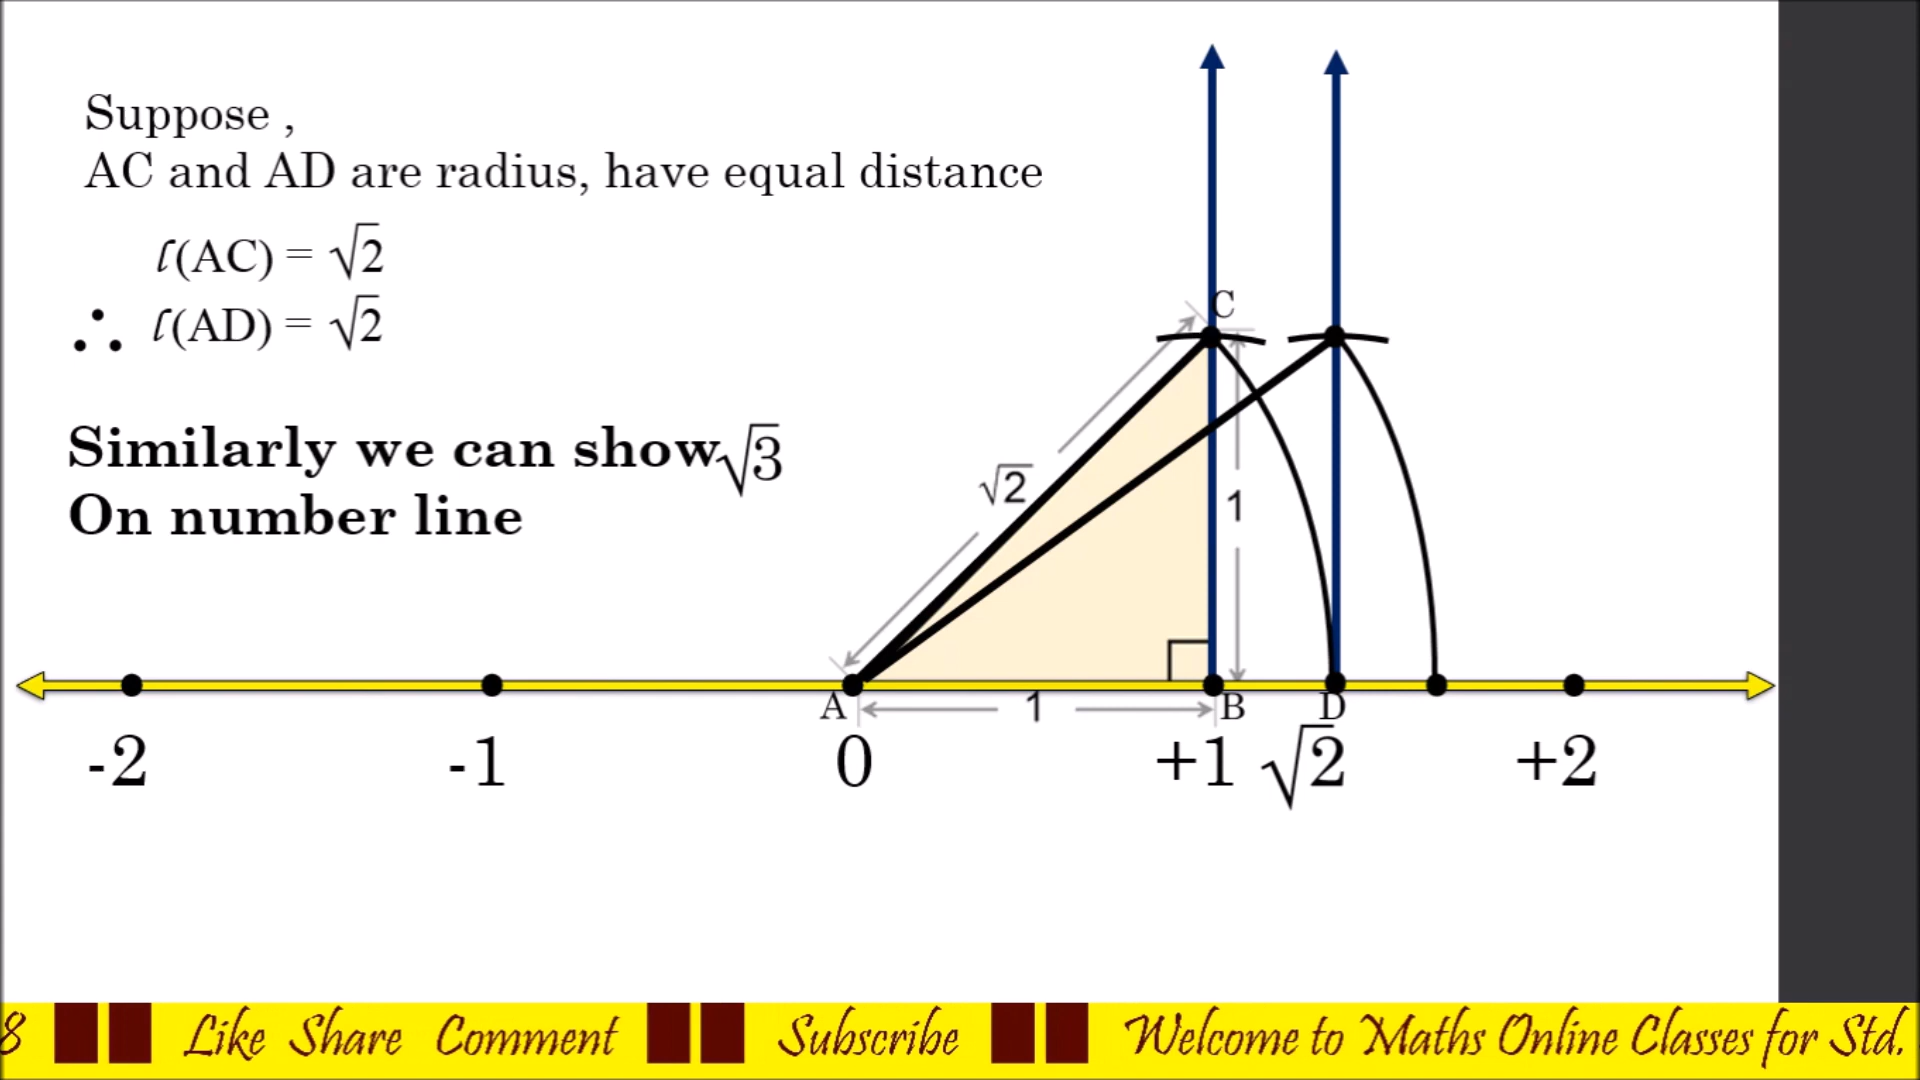 Suppose ,
AC and AD are radius, have equal distance
l(AC) = √2
∴ l(AD) = √2
Similarly we can show √3
On number line
C
√2
1
A
1
B
D
-2
-1
0
+1
√2
+2
8 Like Share Comment Subscribe Welcome to Maths Online Classes for Std.